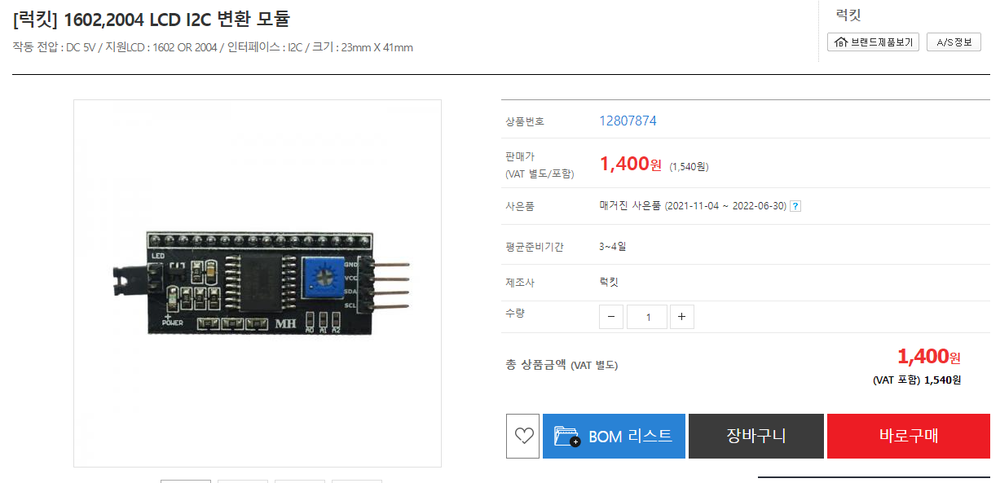 [럭킷] 1602,2004 LCD I2C 변환 모듈
작동 전압 : DC 5V / 지원LCD : 1602 OR 2004 / 인터페이스 : I2C / 크기 : 23mm X 41mm
럭킷
브랜드제품보기 A/S정보
상품번호 12807874
판매가
(VAT 별도/포함) 1,400원 (1,540원)
사은품 매거진 사은품 (2021-11-04 ~ 2022-06-30) ?
평균준비기간 3~4일
제조사 럭킷
수량 − 1 +
총 상품금액 (VAT 별도) 1,400원
(VAT 포함) 1,540원
BOM 리스트 장바구니 바로구매
LED
GND
VCC
SDA
SCL
+
POWER
MH
A0 A1 A2